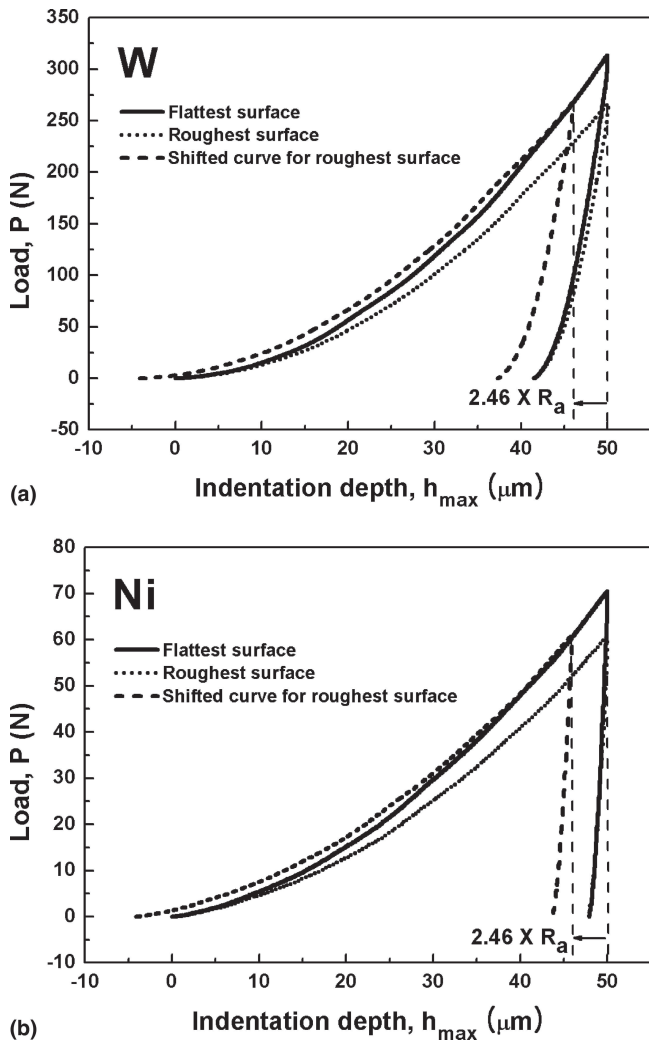 350
300
250
200
150
100
50
0
-50
Load, P (N)
W
Flattest surface
Roughest surface
Shifted curve for roughest surface
2.46 X Ra
-10 0 10 20 30 40 50
(a)
Indentation depth, hmax (μm)
80
70
60
50
40
30
20
10
0
-10
Load, P (N)
Ni
Flattest surface
Roughest surface
Shifted curve for roughest surface
2.46 X Ra
-10 0 10 20 30 40 50
(b)
Indentation depth, hmax (μm)